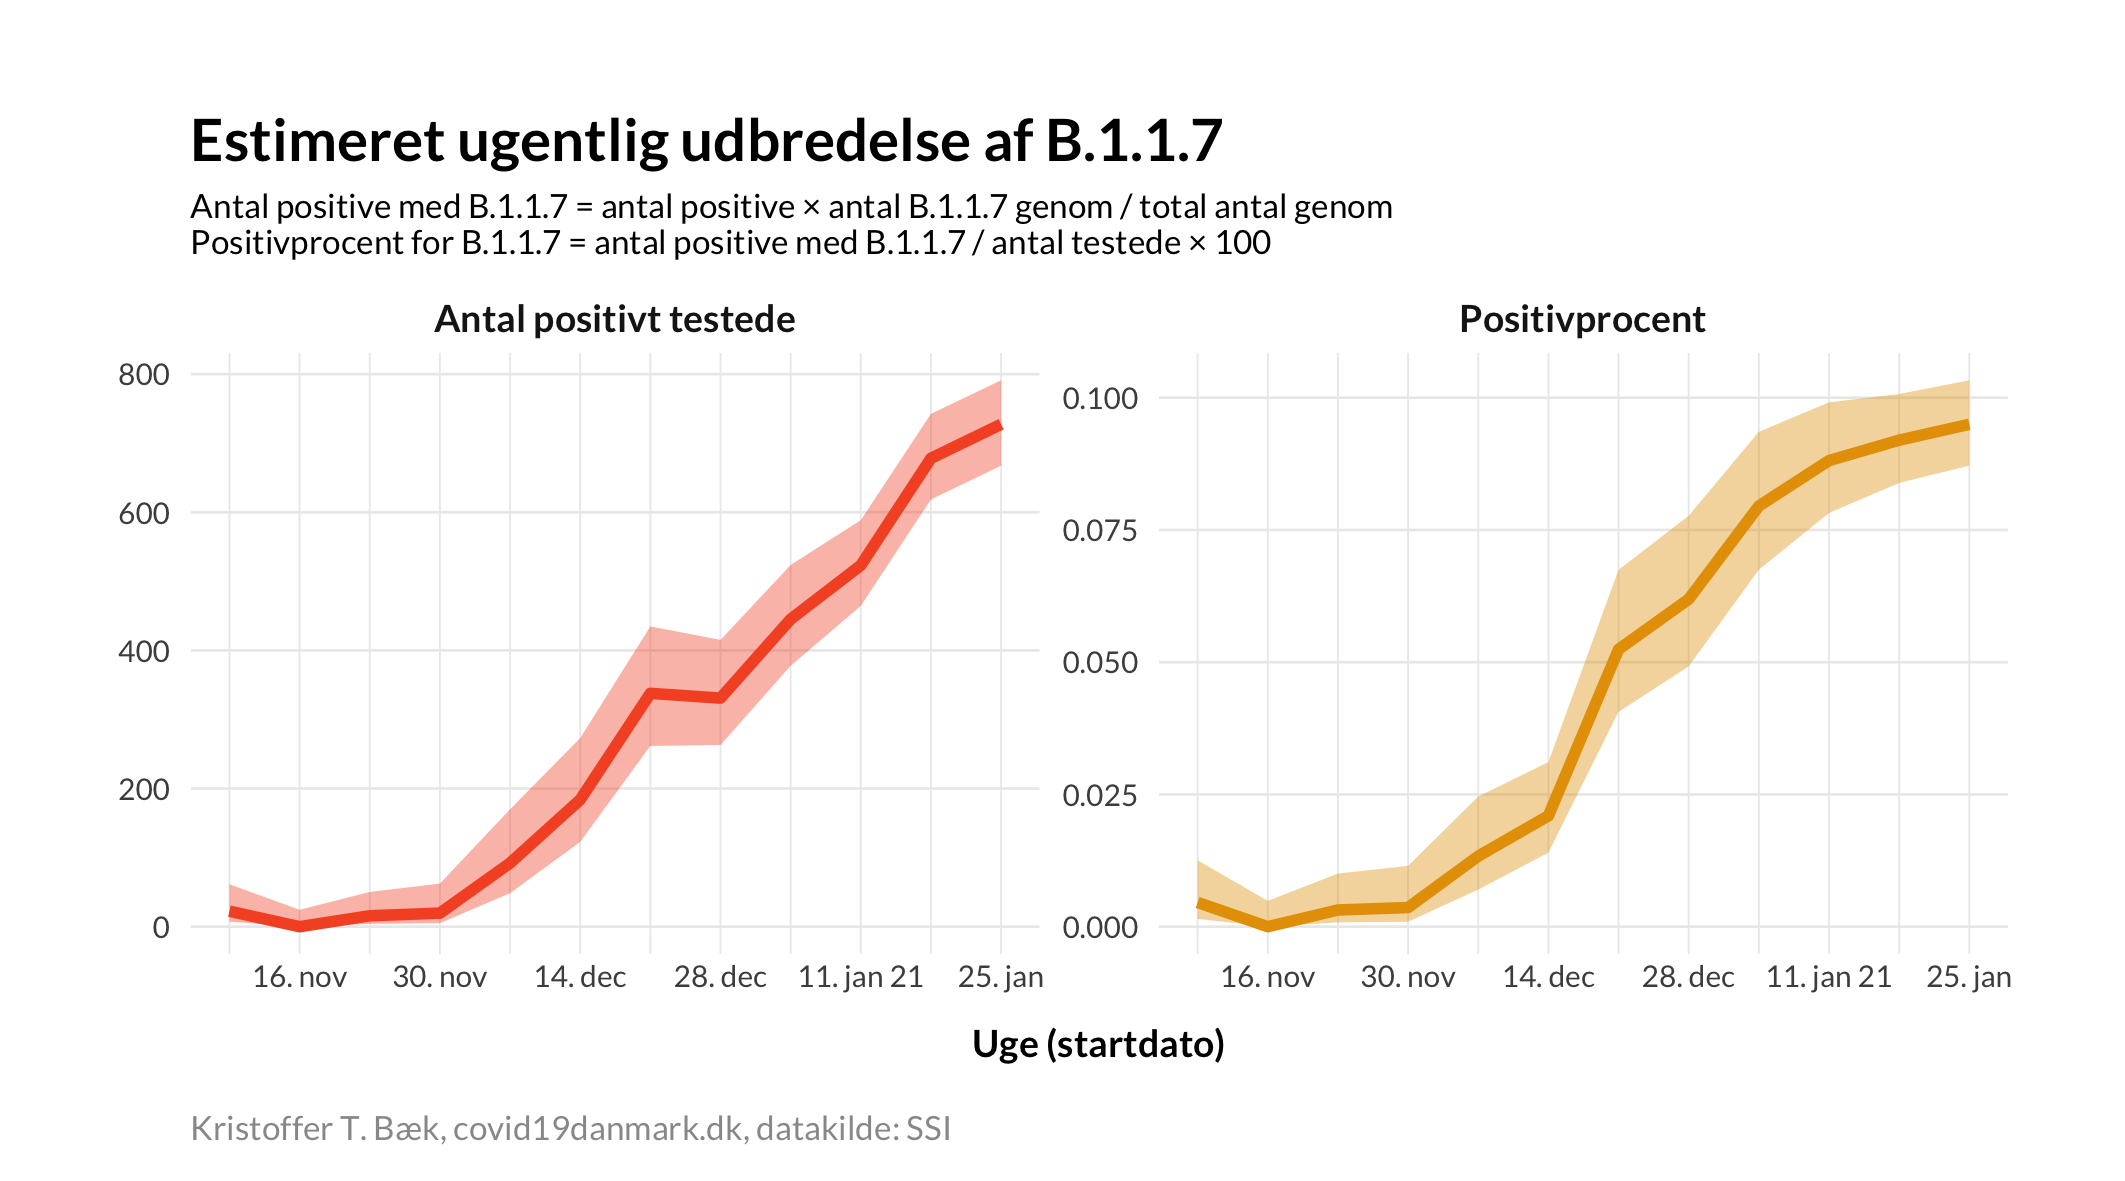 Estimeret ugentlig udbredelse af B.1.1.7
Antal positive med B.1.1.7 = antal positive × antal B.1.1.7 genom / total antal genom
Positivprocent for B.1.1.7 = antal positive med B.1.1.7 / antal testede × 100
Antal positivt testede
800
600
400
200
0
16. nov 30. nov 14. dec 28. dec 11. jan 21 25. jan
Positivprocent
0.100
0.075
0.050
0.025
0.000
16. nov 30. nov 14. dec 28. dec 11. jan 21 25. jan
Uge (startdato)
Kristoffer T. Bæk, covid19danmark.dk, datakilde: SSI